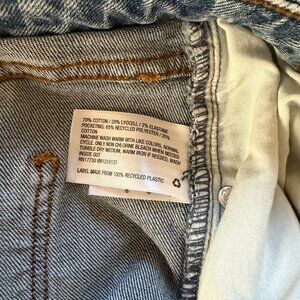 70% COTTON / 28% LYOCELL / 2% ELASTANE
POCKETING: 65% RECYCLED POLYESTER / 35%
COTTON
MACHINE WASH WARM WITH LIKE COLORS, NORMAL
CYCLE. ONLY NON CHLORINE BLEACH WHEN NEEDED
TUMBLE DRY MEDIUM, WARM IRON IF NEEDED, WASH
INSIDE OUT
RN17730 VN1314131
LABEL MADE FROM 100% RECYCLED PLASTIC